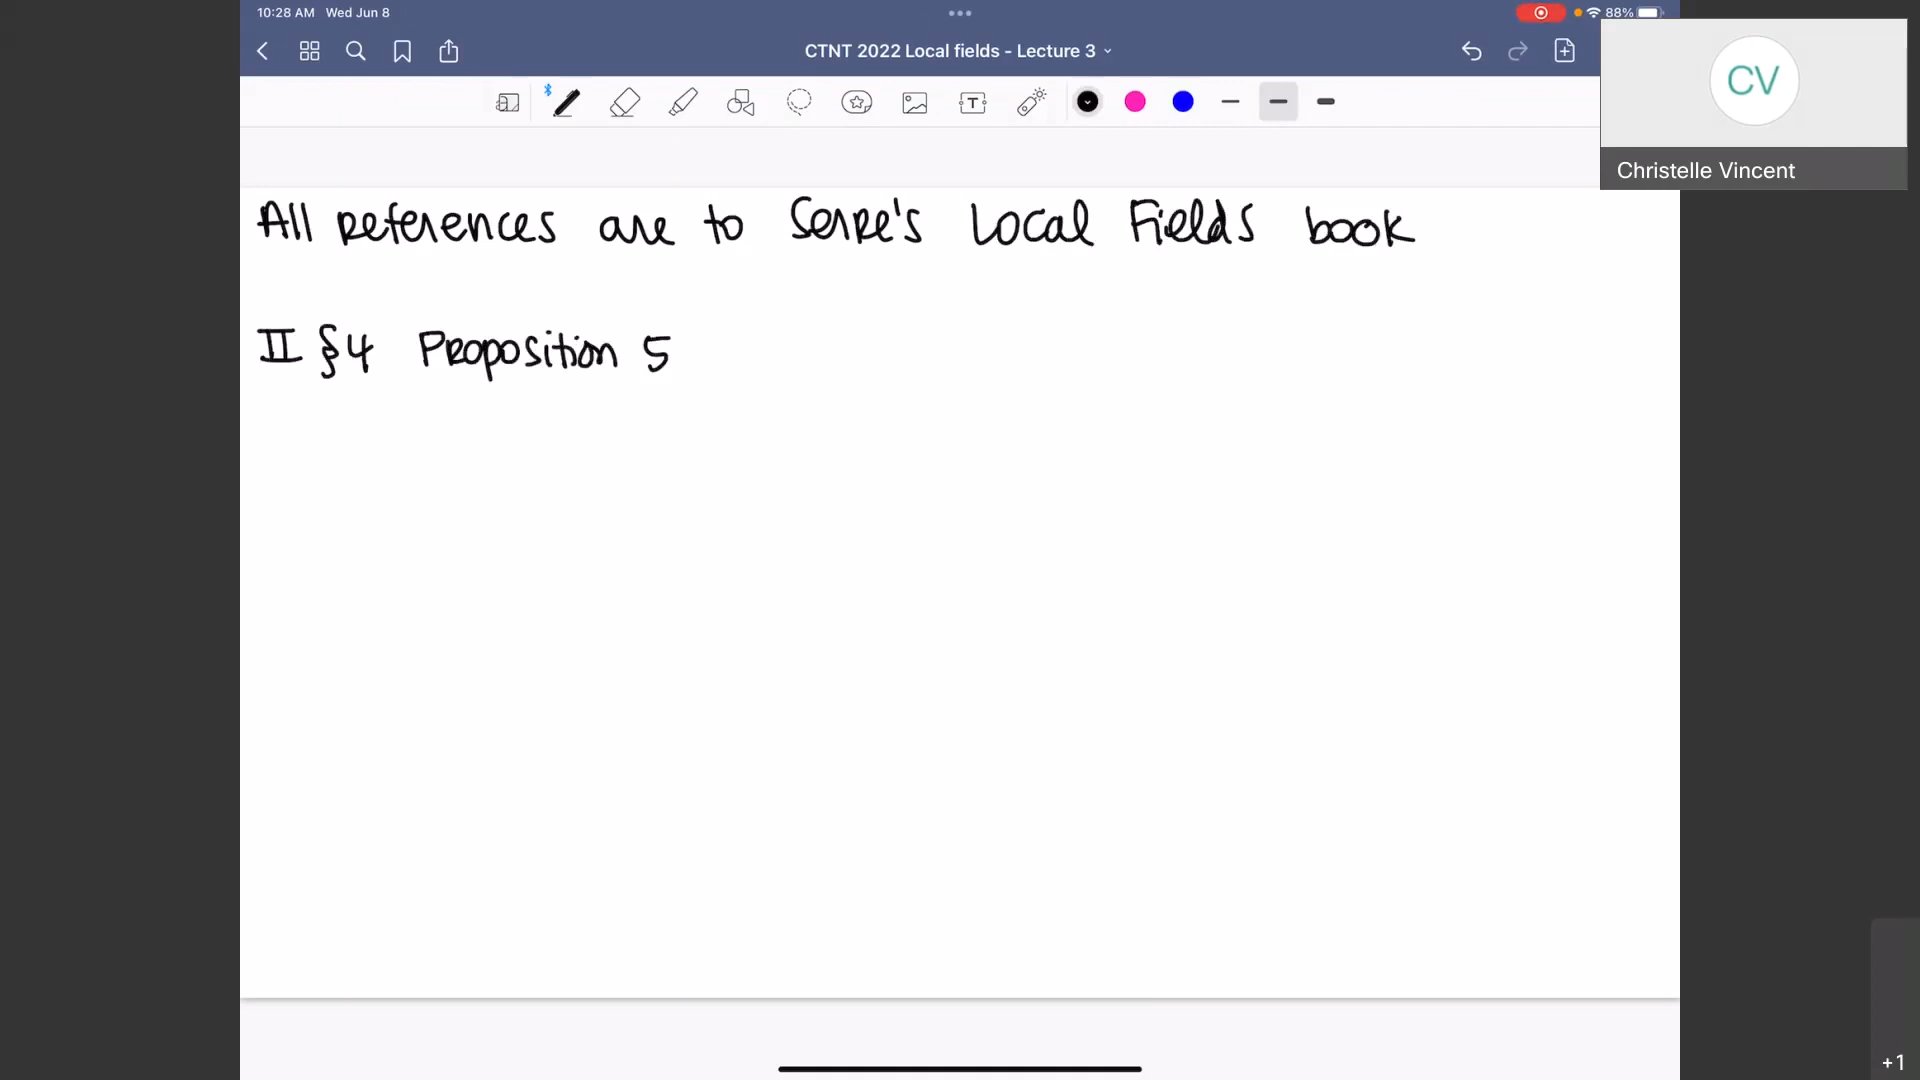 10:28 AM Wed Jun 8
88%
CTNT 2022 Local fields - Lecture 3
T
CV
Christelle Vincent
All references are to Serre's Local Fields book
II §4 Proposition 5
+1